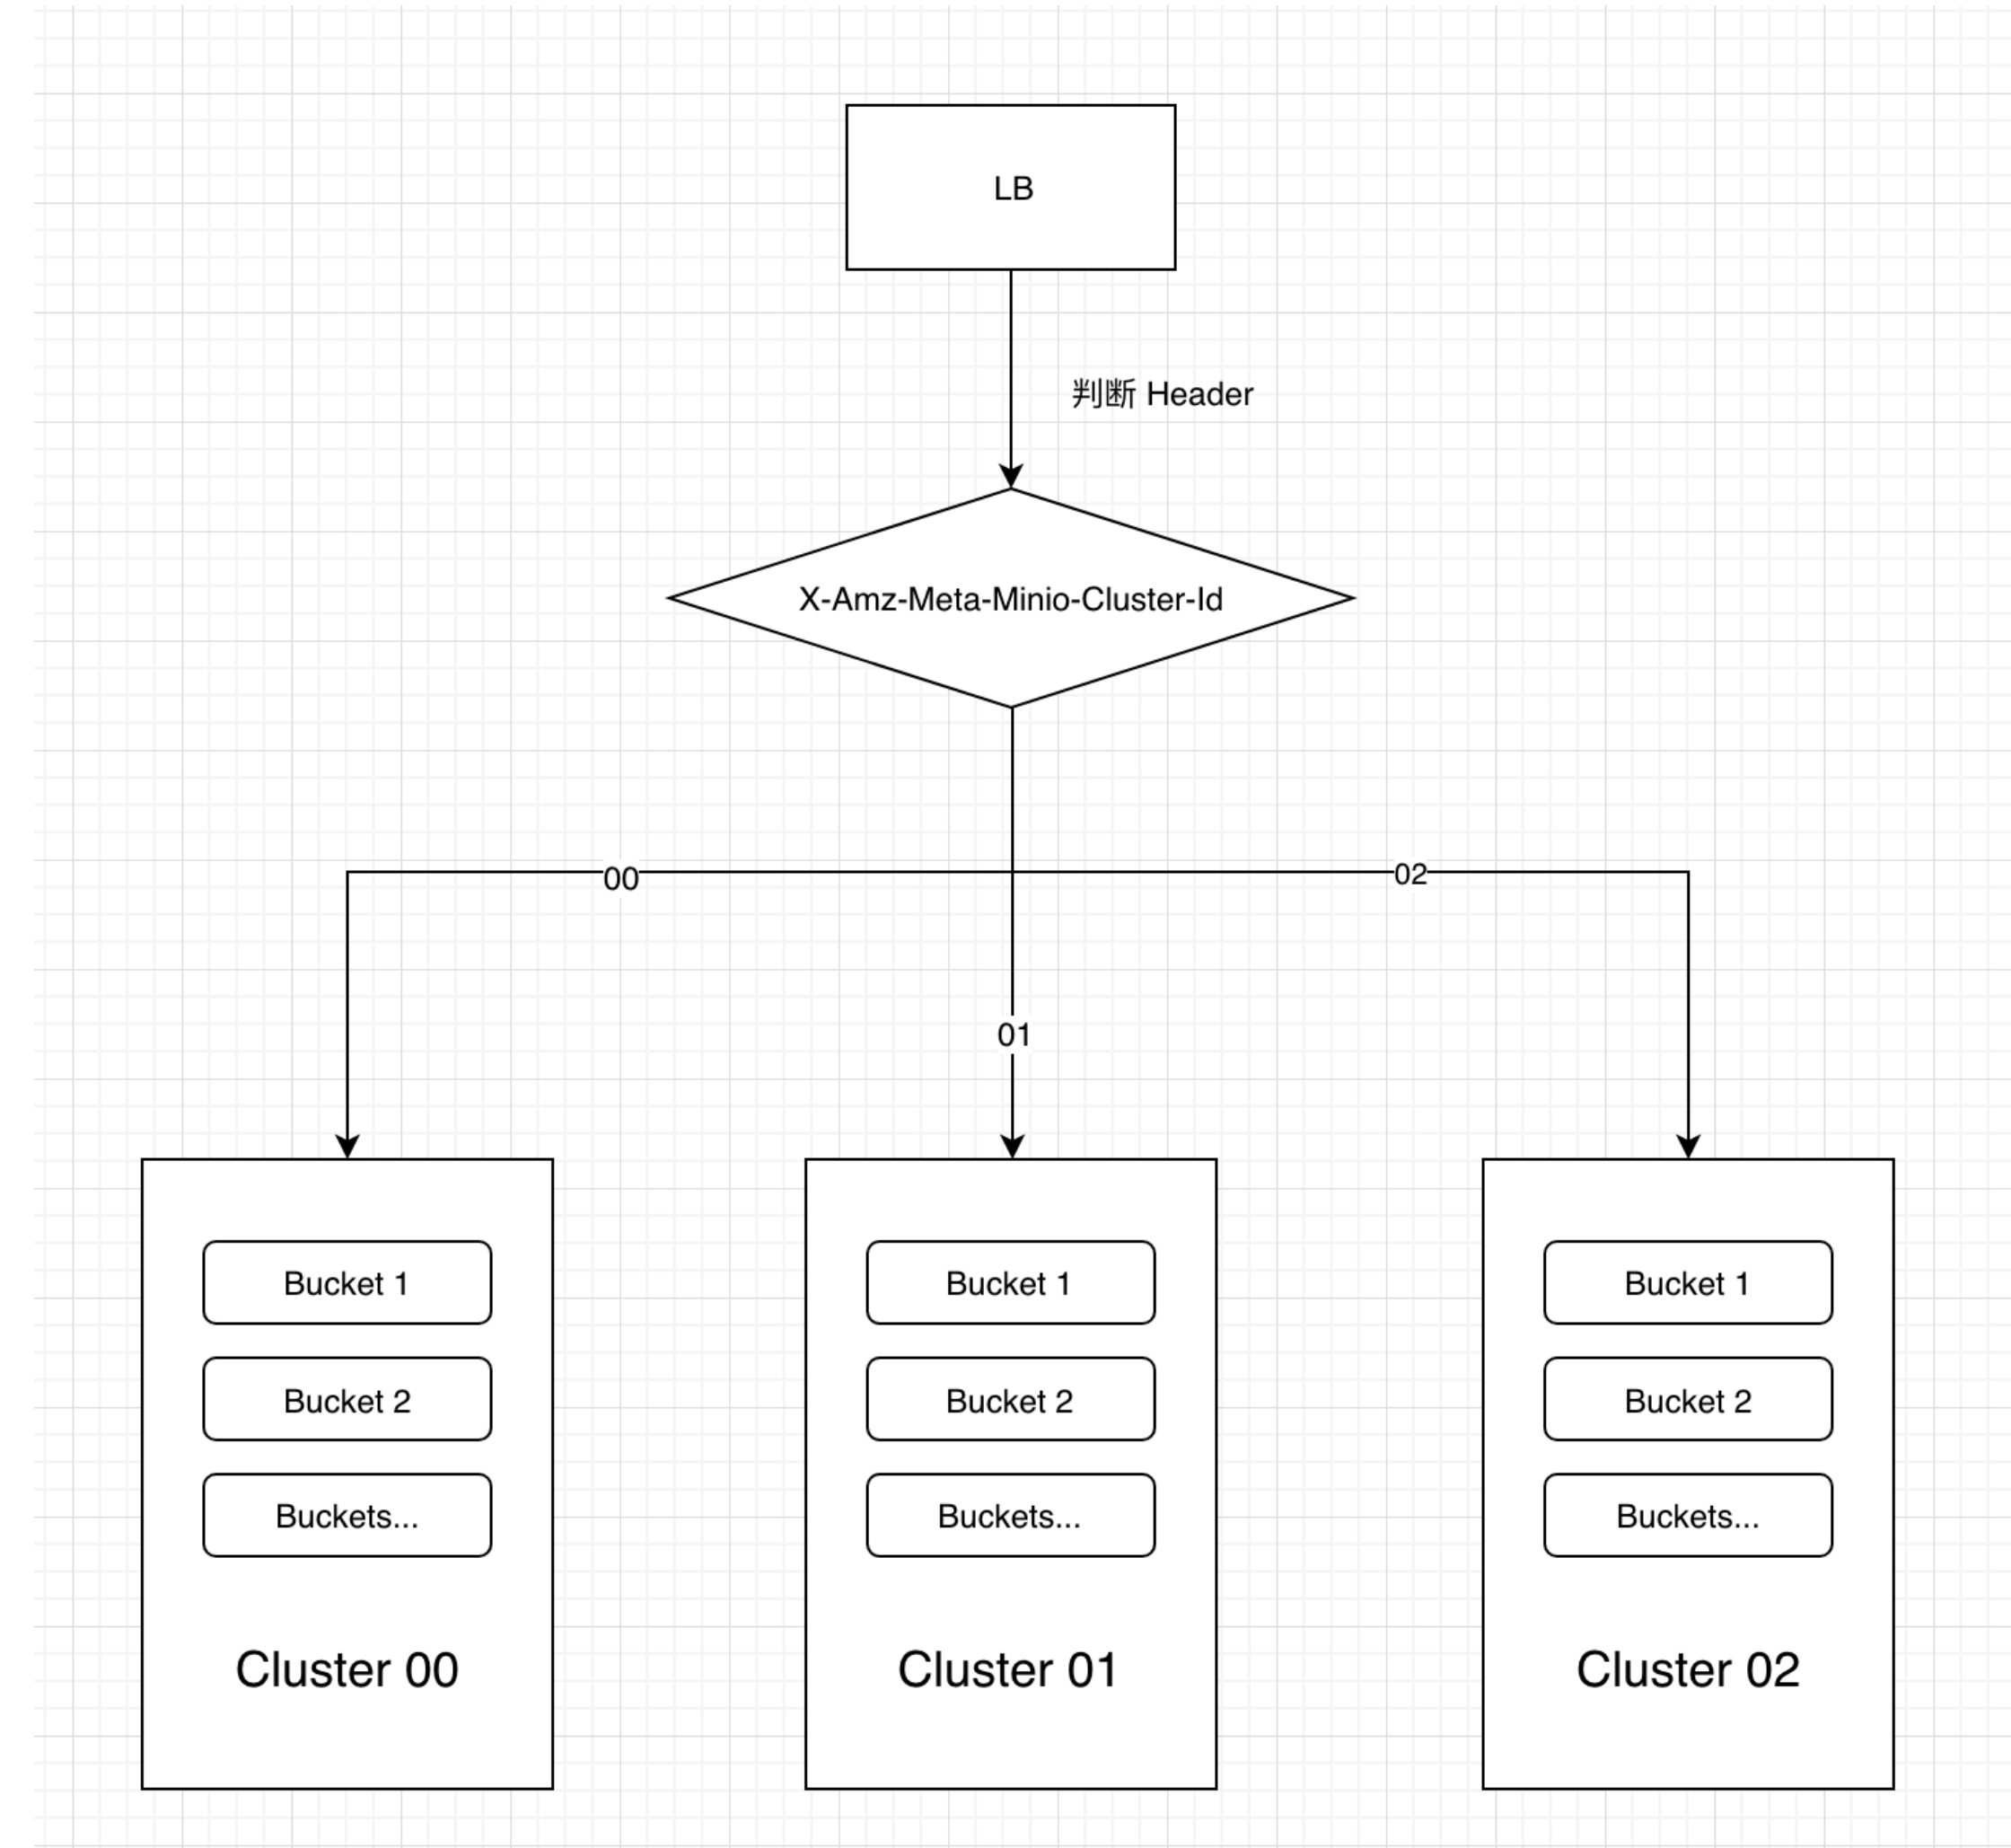 LB
判断 Header
X-Amz-Meta-Minio-Cluster-Id
00
02
01
Bucket 1
Bucket 2
Buckets...
Cluster 00
Bucket 1
Bucket 2
Buckets...
Cluster 01
Bucket 1
Bucket 2
Buckets...
Cluster 02